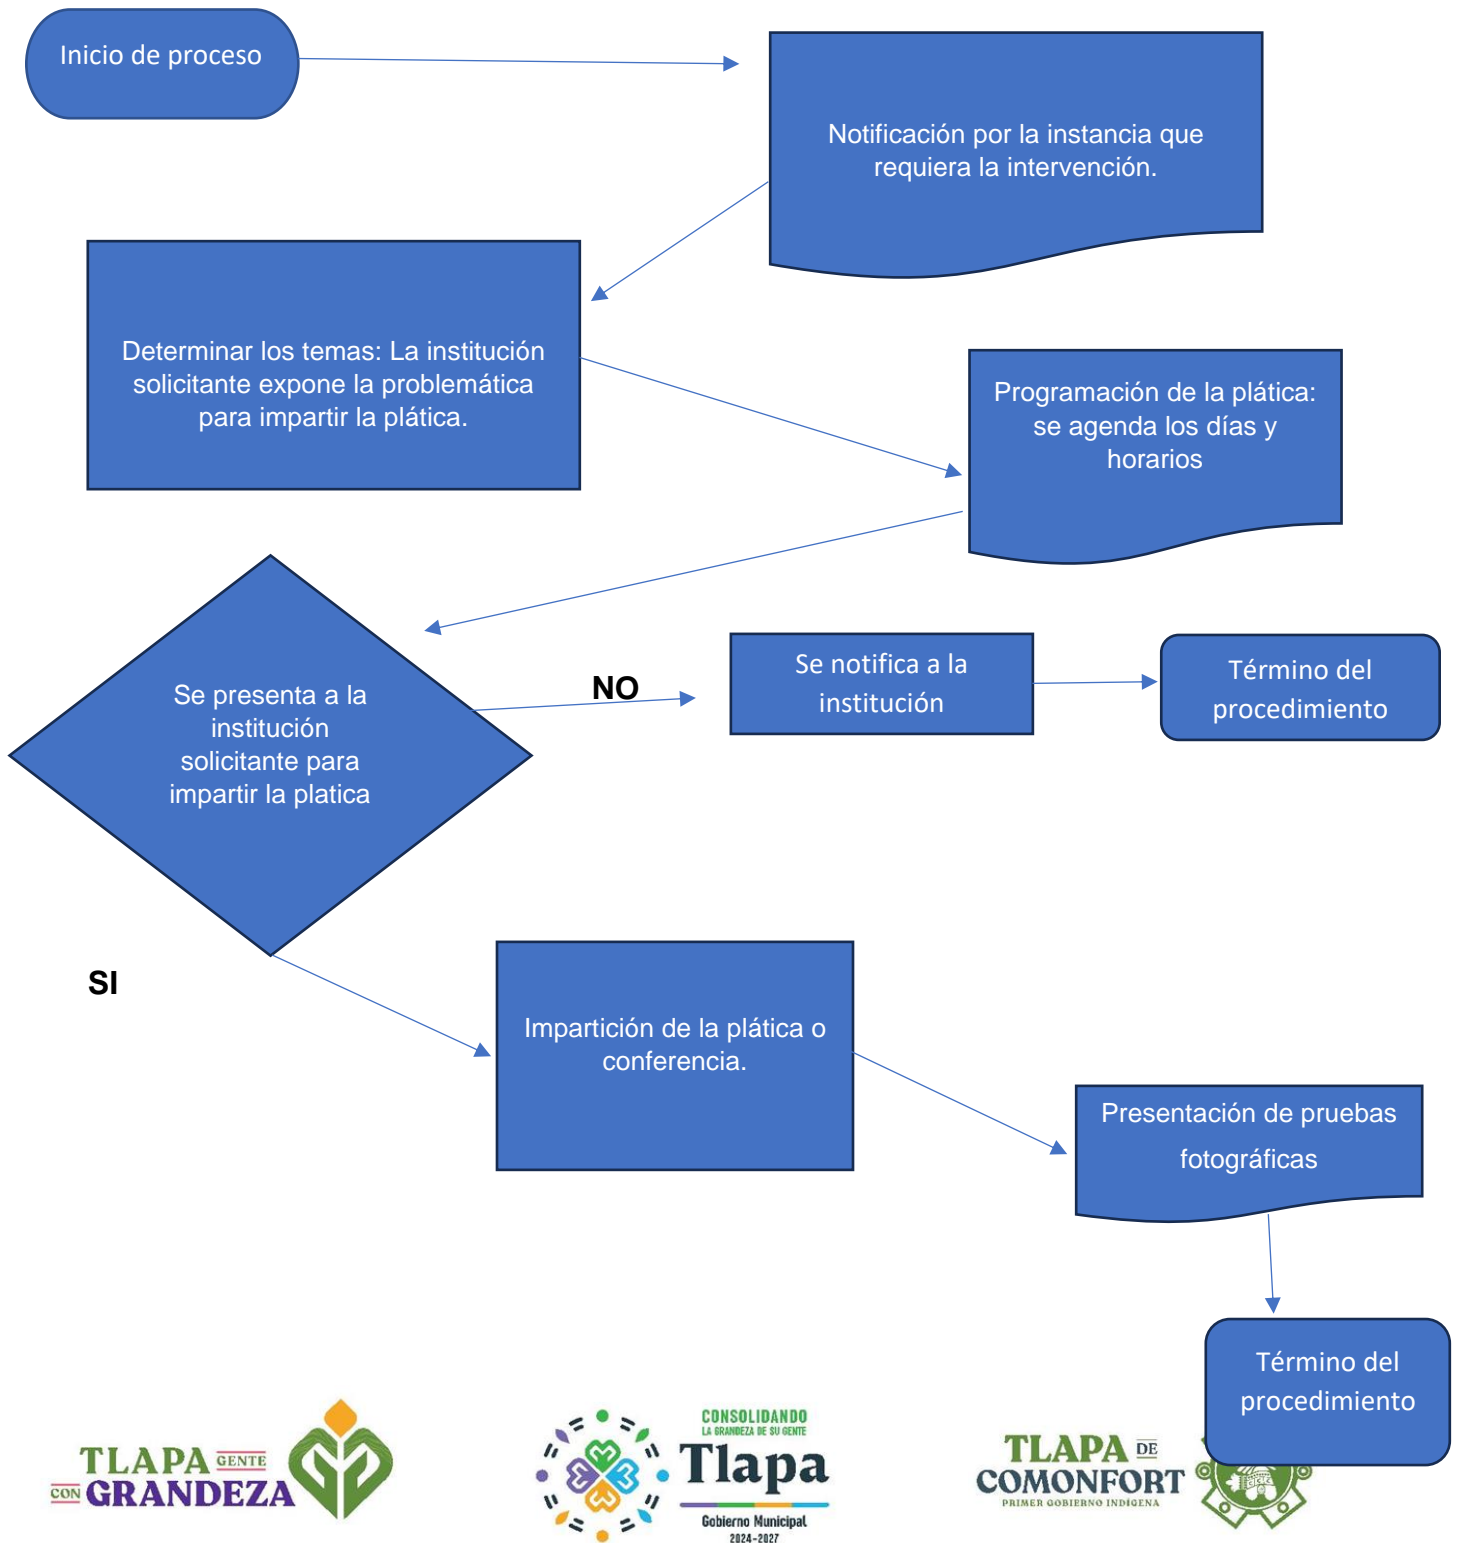 Inicio de proceso
Notificación por la instancia que
requiera la intervención.
Determinar los temas: La institución
solicitante expone la problemática
para impartir la plática.
Programación de la plática:
se agenda los días y
horarios
Se presenta a la
institución
solicitante para
impartir la platica
NO
Se notifica a la
institución
Término del
procedimiento
SI
Impartición de la plática o
conferencia.
Presentación de pruebas
fotográficas
Término del
procedimiento
TLAPA GENTE
CON GRANDEZA
CONSOLIDANDO
LA GRANDEZA DE SU GENTE
Tlapa
Gobierno Municipal
2024-2027
TLAPA DE
COMONFORT
PRIMER GOBIERNO INDÍGENA